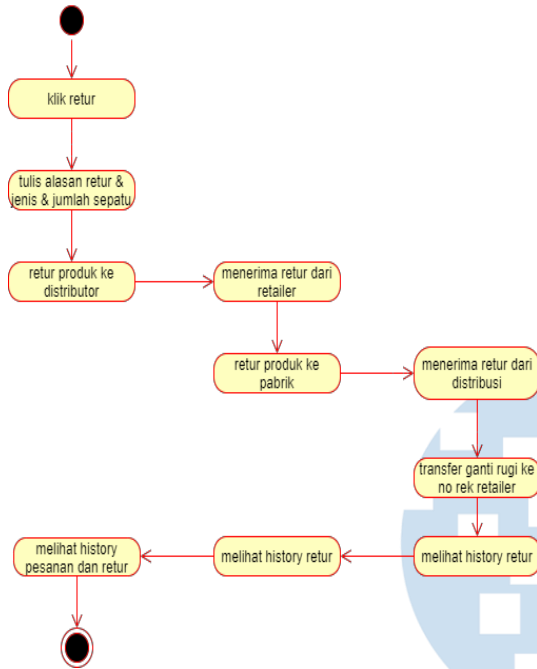 klik retur
tulis alasan retur &
jenis & jumlah sepatu
retur produk ke
distributor
menerima retur dari
retailer
retur produk ke
pabrik
menerima retur dari
distribusi
transfer ganti rugi ke
no rek retailer
melihat history retur
melihat history retur
melihat history
pesanan dan retur